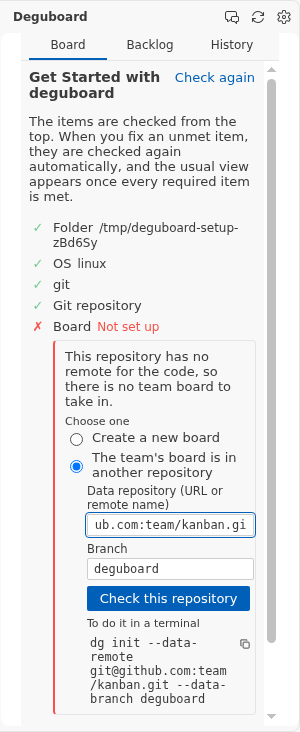 Deguboard
Board
Backlog
History
Get Started with
deguboard
Check again
The items are checked from the
top. When you fix an unmet item,
they are checked again
automatically, and the usual view
appears once every required item
is met.
✓ Folder /tmp/deguboard-setup-
zBd6Sy
✓ OS linux
✓ git
✓ Git repository
✗ Board Not set up
This repository has no
remote for the code, so
there is no team board to
take in.
Choose one
Create a new board
The team's board is in
another repository
Data repository (URL or
remote name)
ub.com:team/kanban.gi
Branch
deguboard
Check this repository
To do it in a terminal
dg init --data-
remote
git@github.com:team
/kanban.git --data-
branch deguboard